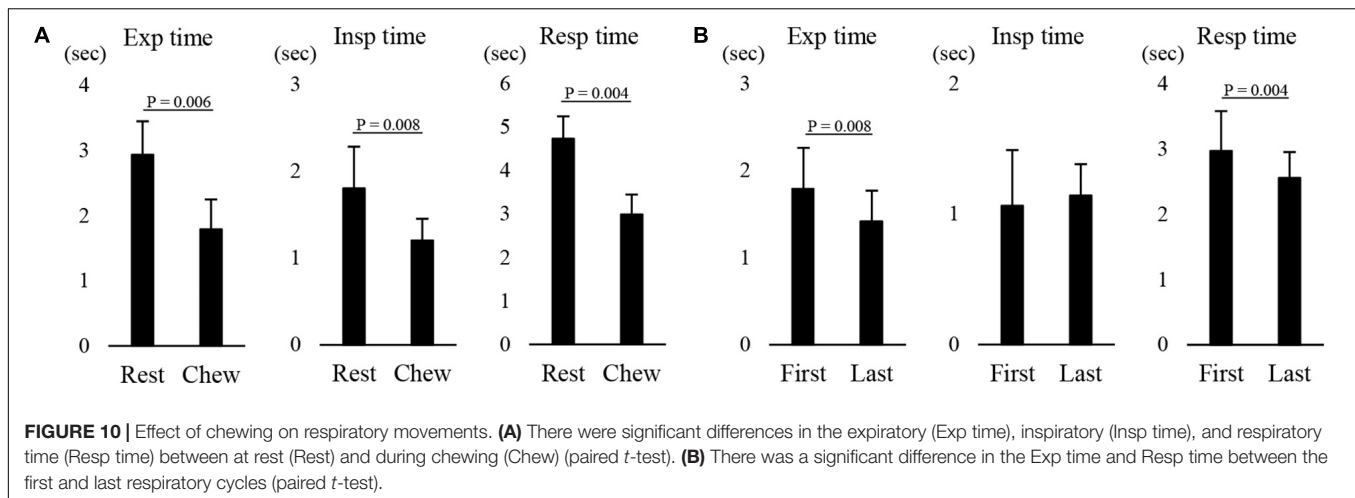 A
B
Exp time
Insp time
Resp time
Exp time
Insp time
Resp time
(sec)
(sec)
(sec)
(sec)
(sec)
(sec)
4
3
2
1
0
P = 0.006
Rest Chew
3
2
1
0
P = 0.008
Rest Chew
6
5
4
3
2
1
0
P = 0.004
Rest Chew
3
2
1
0
P = 0.008
First Last
2
1
0
First Last
4
3
2
1
0
P = 0.004
First Last
FIGURE 10 | Effect of chewing on respiratory movements. (A) There were significant differences in the expiratory (Exp time), inspiratory (Insp time), and respiratory
time (Resp time) between at rest (Rest) and during chewing (Chew) (paired t-test). (B) There was a significant difference in the Exp time and Resp time between the
first and last respiratory cycles (paired t-test).